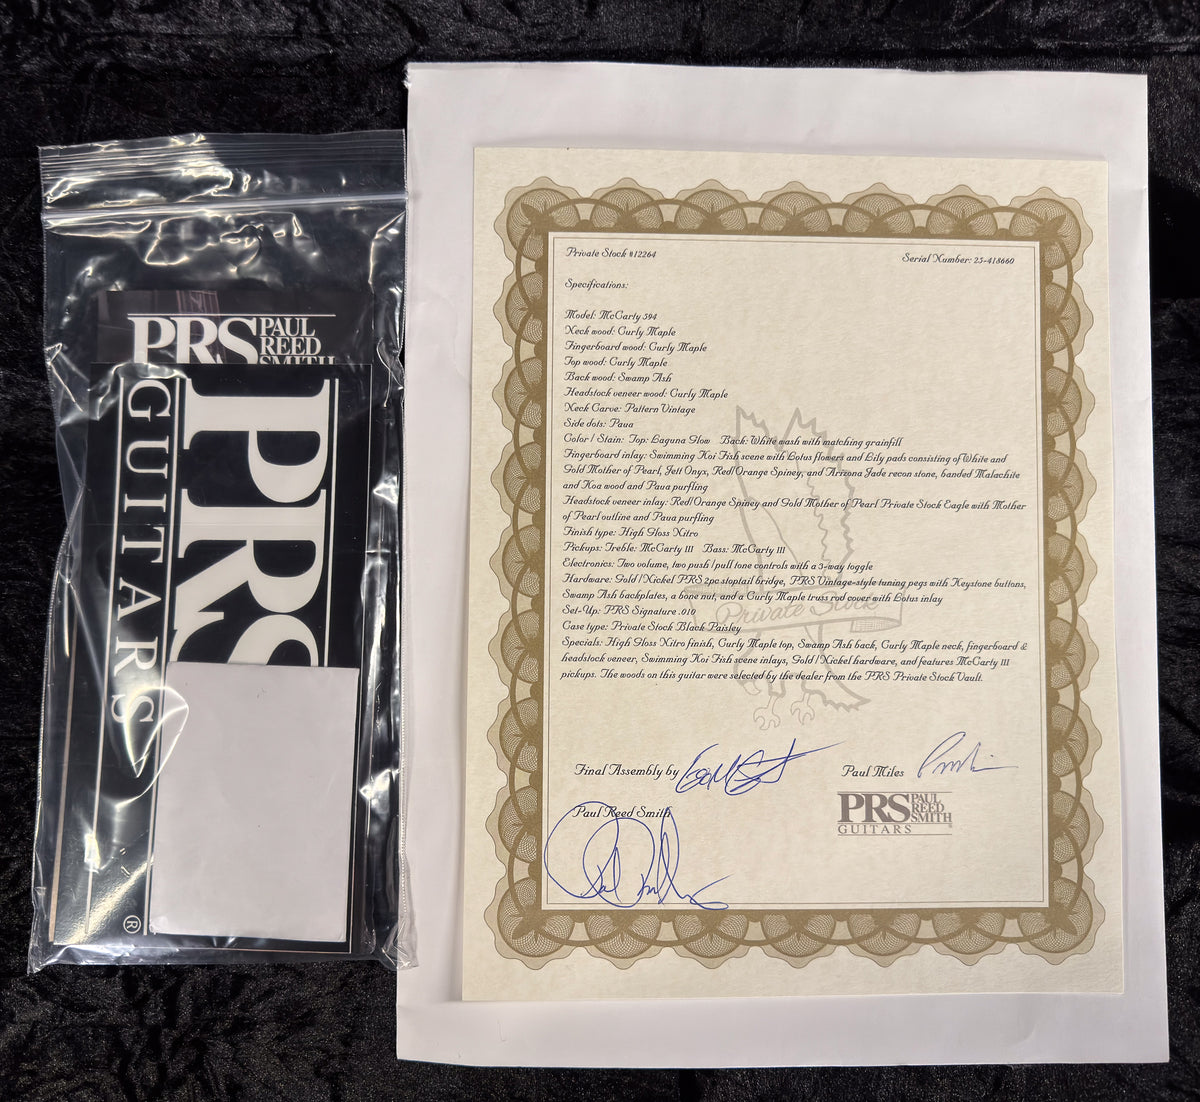 PRS PAUL
REED
SMITH
PRS
GUITARS
®
Private Stock #12264
Serial Number: 25-418660
Specifications:
Model: McCarty 594
Neck wood: Curly Maple
Fingerboard wood: Curly Maple
Top wood: Curly Maple
Back wood: Swamp Ash
Headstock veneer wood: Curly Maple
Neck Carve: Pattern Vintage
Side dots: Paua
Color / Stain: Top: Laguna Glow Back: White wash with matching grainfill
Fingerboard inlay: Swimming Koi Fish scene with Lotus flowers and Lily pads consisting of White and
Gold Mother of Pearl, Jett Onyx, Red/Orange Spiney, and Arizona Jade recon stone, banded Malachite
and Koa wood and Paua purfling
Headstock veneer inlay: Red/Orange Spiney and Gold Mother of Pearl Private Stock Eagle with Mother
of Pearl outline and Paua purfling
Finish type: High Gloss Nitro
Pickups: Treble: McCarty III Bass: McCarty III
Electronics: Two volume, two push / pull tone controls with a 3-way toggle
Hardware: Gold / Nickel PRS 2pc stoptail bridge, PRS Vintage-style tuning pegs with Keystone buttons,
Swamp Ash backplates, a bone nut, and a Curly Maple truss rod cover with Lotus inlay
Set-Up: PRS Signature .010
Private Stock
Case type: Private Stock Black Paisley
Specials: High Gloss Nitro finish, Curly Maple top, Swamp Ash back, Curly Maple neck, fingerboard &
headstock veneer, Swimming Koi Fish scene inlays, Gold / Nickel hardware, and features McCarty III
pickups. The woods on this guitar were selected by the dealer from the PRS Private Stock Vault.
Final Assembly by
Paul Miles
Paul Reed Smith
PRS PAUL
REED
SMITH
GUITARS